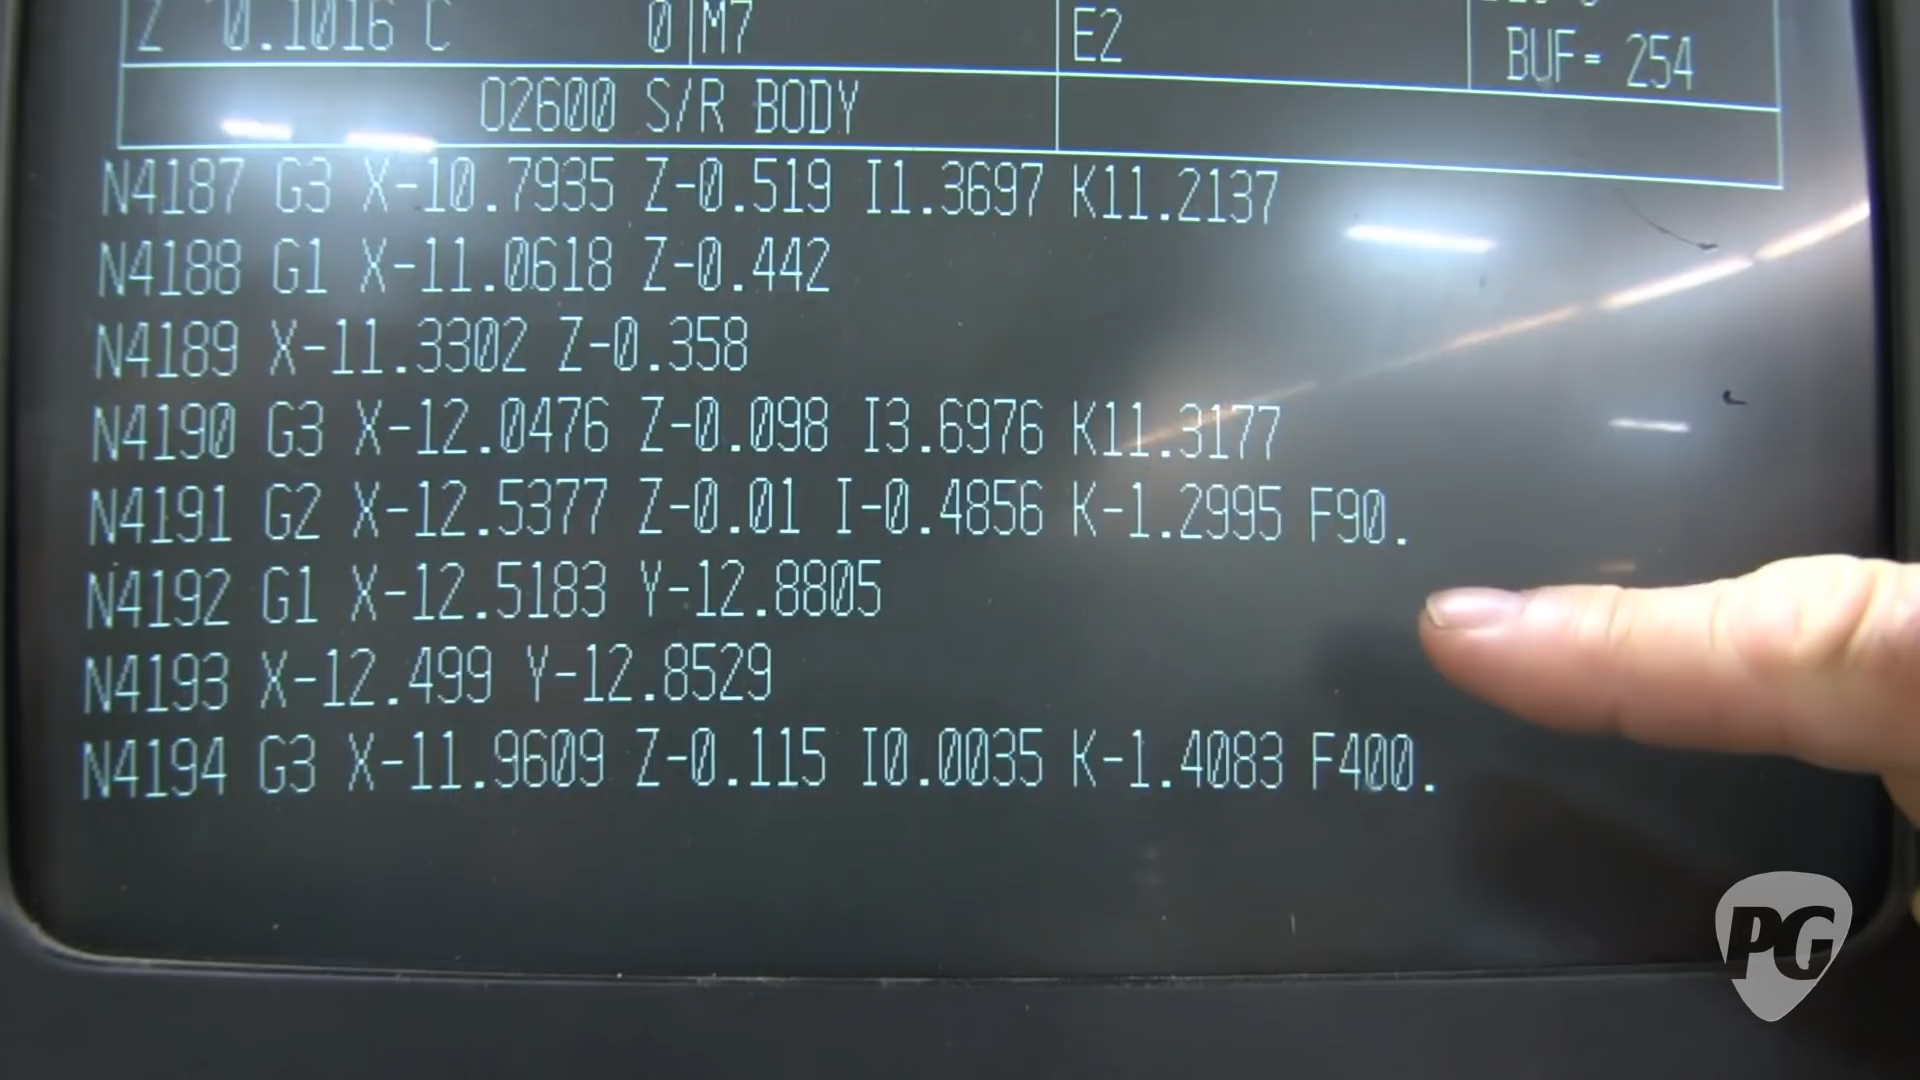 Z 0.1016 C 0 M7 E2
BUF= 254
O2600 S/R BODY
N4187 G3 X-10.7935 Z-0.519 I1.3697 K11.2137
N4188 G1 X-11.0618 Z-0.442
N4189 X-11.3302 Z-0.358
N4190 G3 X-12.0476 Z-0.098 I3.6976 K11.3177
N4191 G2 X-12.5377 Z-0.01 I-0.4856 K-1.2995 F90.
N4192 G1 X-12.5183 Y-12.8805
N4193 X-12.499 Y-12.8529
N4194 G3 X-11.9609 Z-0.115 I0.0035 K-1.4083 F400.
PG